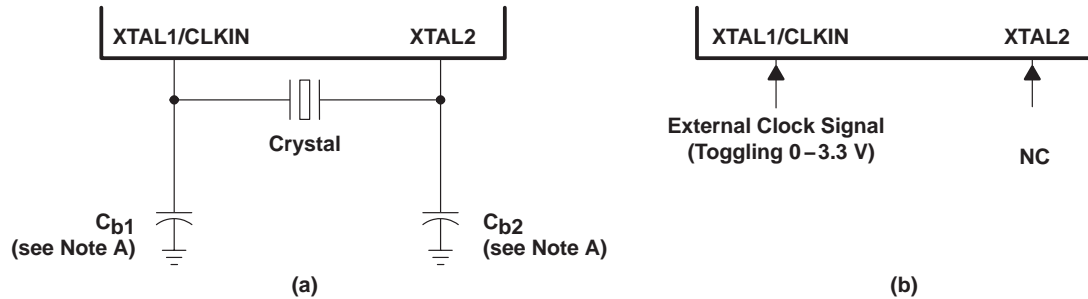 XTAL1/CLKIN XTAL2
Crystal
Cb1
(see Note A)
Cb2
(see Note A)
(a)
XTAL1/CLKIN XTAL2
External Clock Signal
(Toggling 0–3.3 V)
NC
(b)